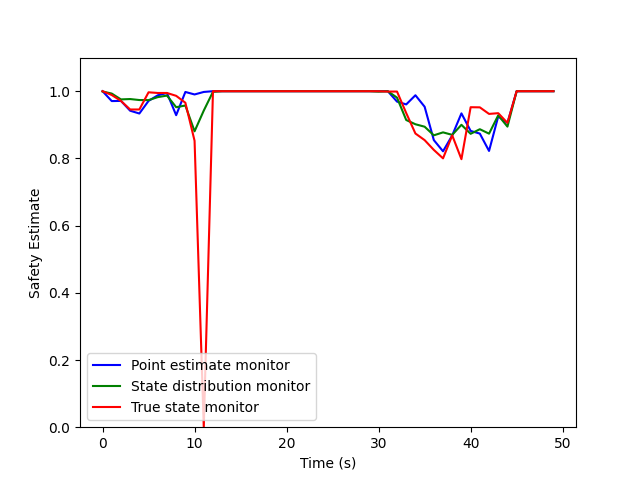 1.0
0.8
0.6
0.4
0.2
0.0
Safety Estimate
Point estimate monitor
State distribution monitor
True state monitor
0 10 20 30 40 50
Time (s)